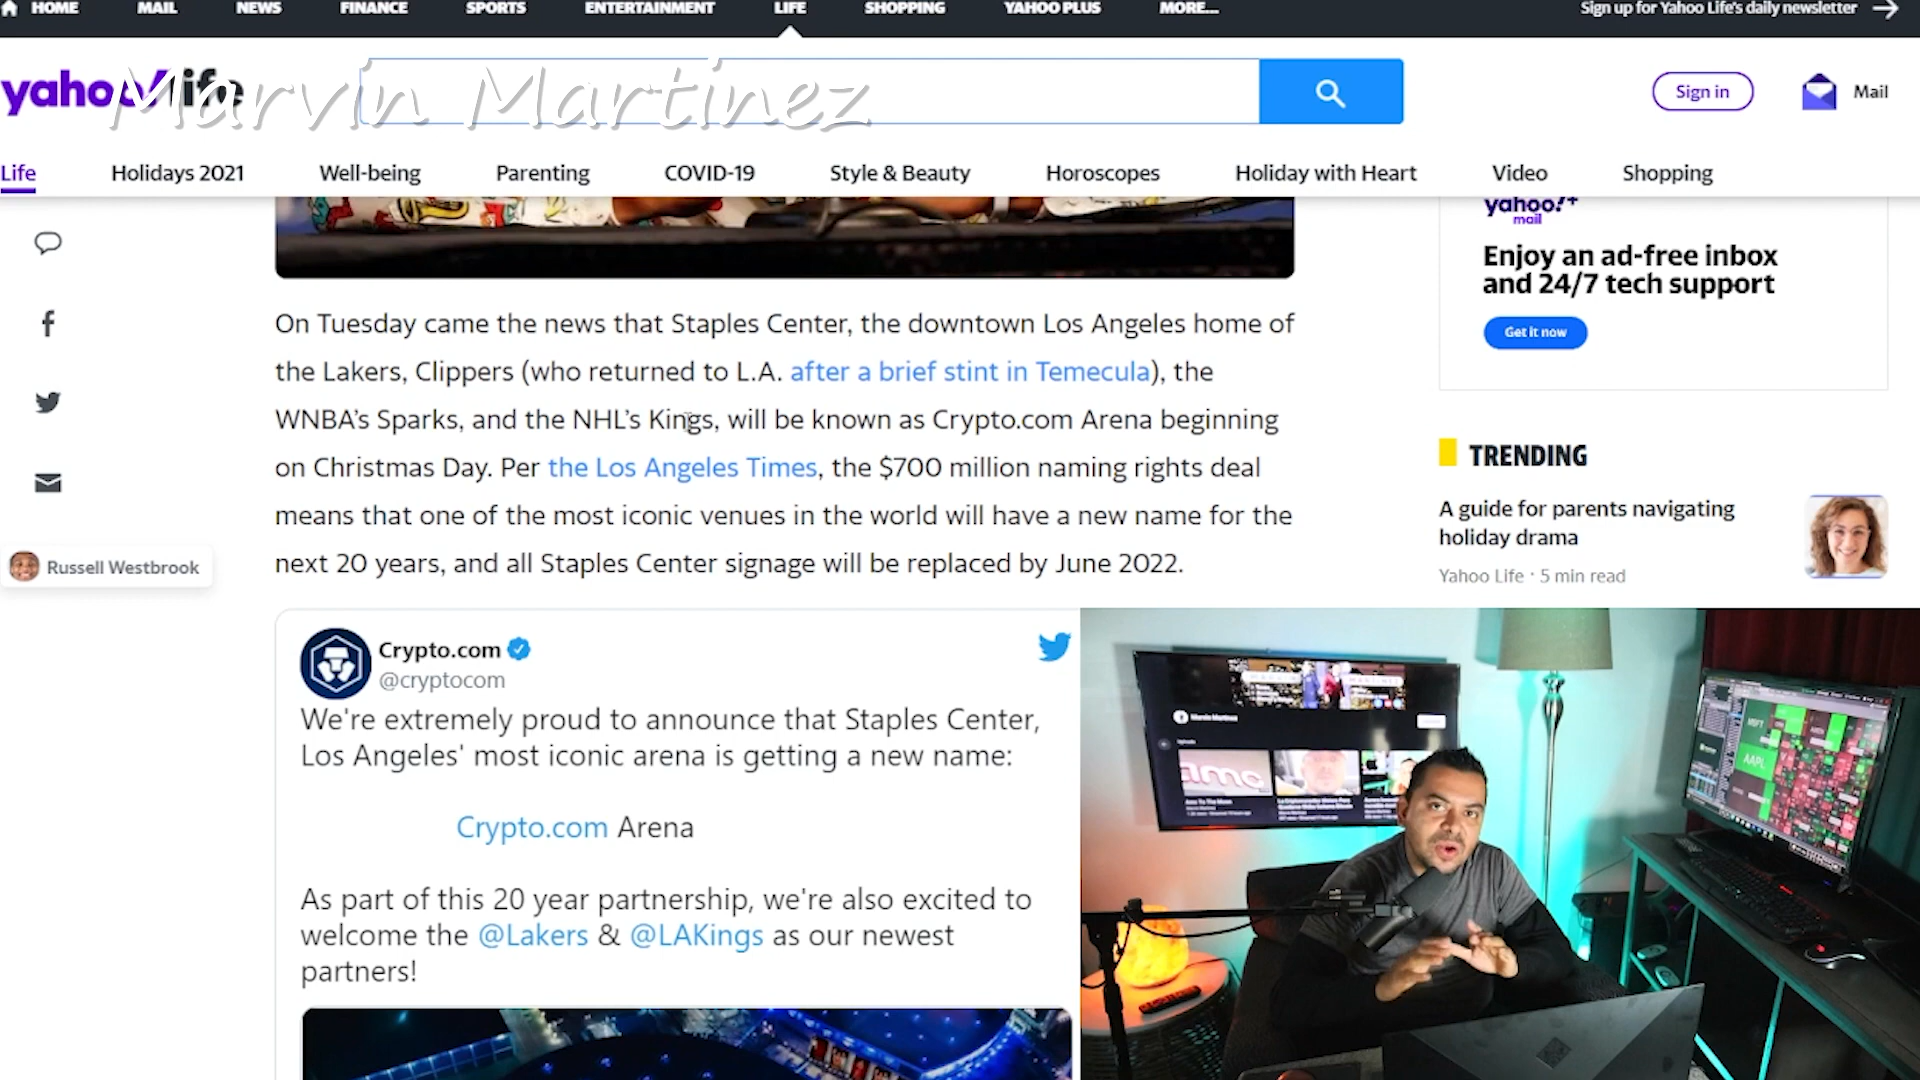 HOME MAIL NEWS FINANCE SPORTS ENTERTAINMENT LIFE SHOPPING YAHOO PLUS MORE... Sign up for Yahoo Life's daily newsletter
yahoo!life
Marvin Martinez
Sign in Mail
Life Holidays 2021 Well-being Parenting COVID-19 Style & Beauty Horoscopes Holiday with Heart Video Shopping
On Tuesday came the news that Staples Center, the downtown Los Angeles home of
the Lakers, Clippers (who returned to L.A. after a brief stint in Temecula), the
WNBA's Sparks, and the NHL's Kings, will be known as Crypto.com Arena beginning
on Christmas Day. Per the Los Angeles Times, the $700 million naming rights deal
means that one of the most iconic venues in the world will have a new name for the
next 20 years, and all Staples Center signage will be replaced by June 2022.
Russell Westbrook
yahoo!+
mail
Enjoy an ad-free inbox
and 24/7 tech support
Get it now
TRENDING
A guide for parents navigating
holiday drama
Yahoo Life · 5 min read
Crypto.com
@cryptocom
We're extremely proud to announce that Staples Center,
Los Angeles' most iconic arena is getting a new name:
Crypto.com Arena
As part of this 20 year partnership, we're also excited to
welcome the @Lakers & @LAKings as our newest
partners!
Marvin Martinez
amc
MSFT
AAPL